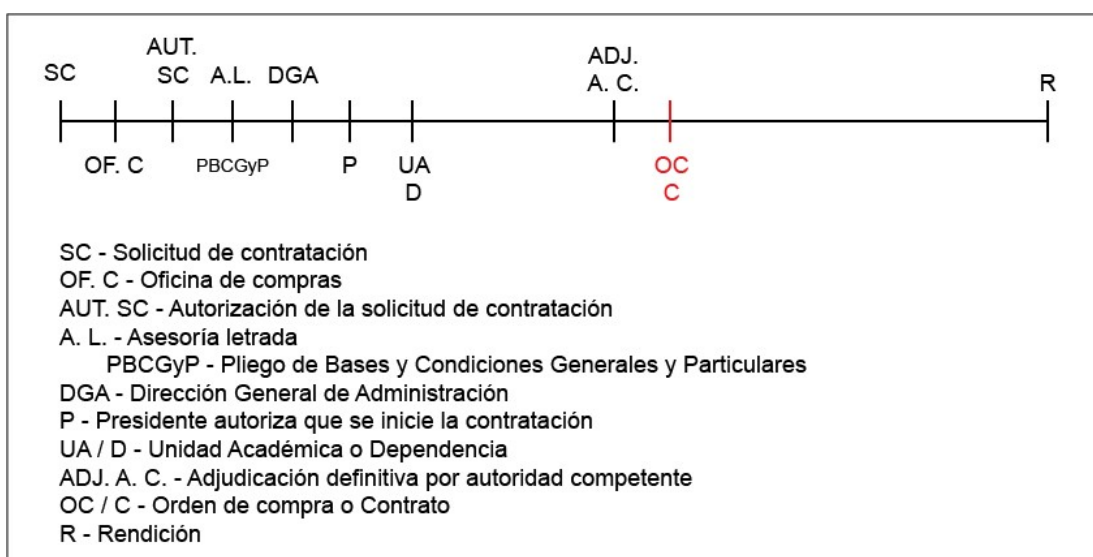 AUT.
SC
SC
A.L.
DGA
ADJ.
A. C.
R
OF. C
PBCGyP
P
UA
D
OC
C
SC - Solicitud de contratación
OF. C - Oficina de compras
AUT. SC - Autorización de la solicitud de contratación
A. L. - Asesoría letrada
PBCGyP - Pliego de Bases y Condiciones Generales y Particulares
DGA - Dirección General de Administración
P - Presidente autoriza que se inicie la contratación
UA / D - Unidad Académica o Dependencia
ADJ. A. C. - Adjudicación definitiva por autoridad competente
OC / C - Orden de compra o Contrato
R - Rendición